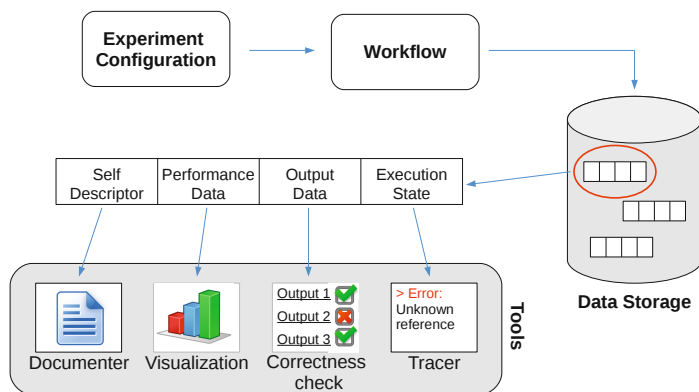 Experiment
Configuration
Workflow
Self
Descriptor
Performance
Data
Output
Data
Execution
State
Data Storage
Output 1
Output 2
Output 3
> Error:
Unknown
reference
Documenter
Visualization
Correctness
check
Tracer
Tools